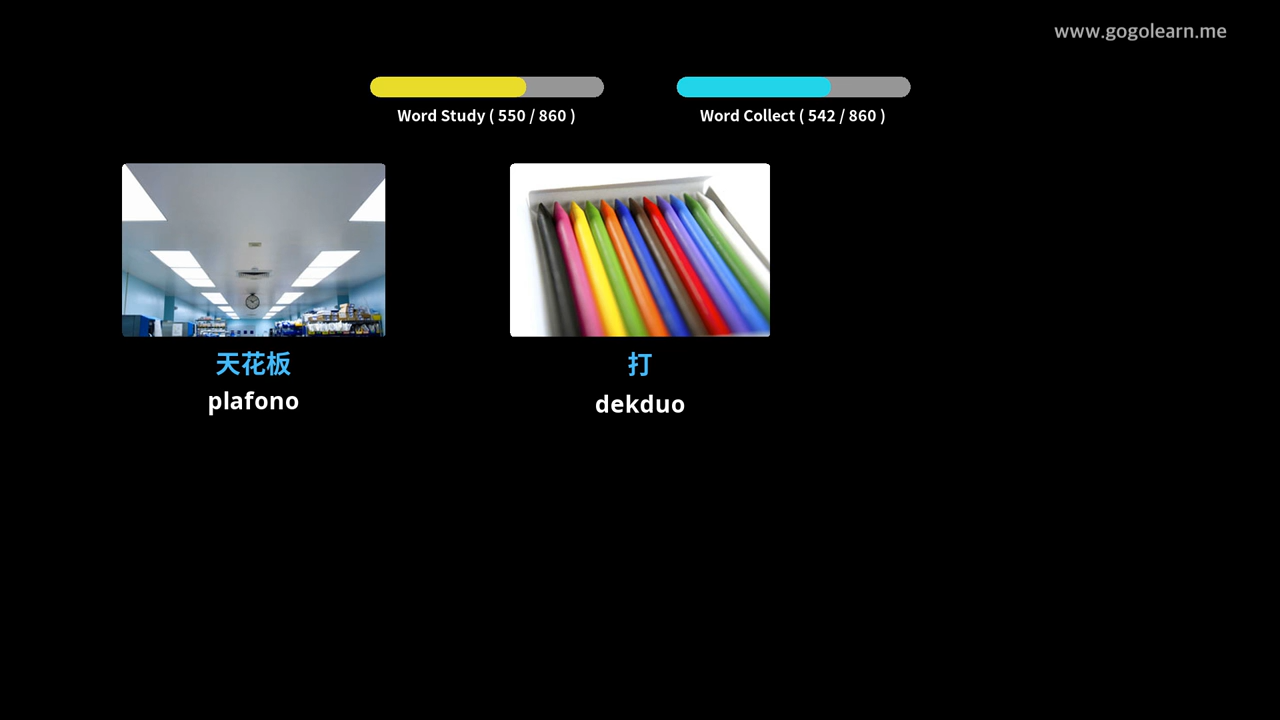 www.gogolearn.me
Word Study ( 550 / 860 )
Word Collect ( 542 / 860 )
天花板
plafono
打
dekduo